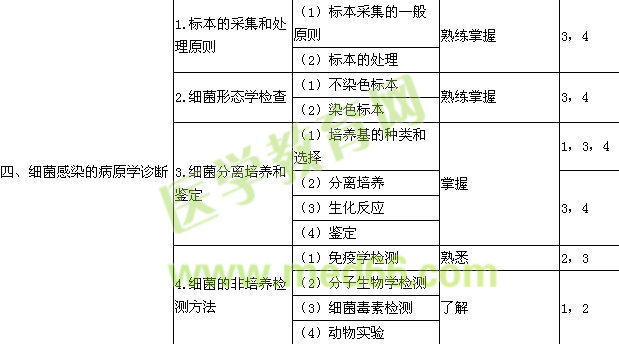 1.标本的采集和处
理原则
（1）标本采集的一般
原则
熟练掌握
3，4
（2）标本的处理
2.细菌形态学检查
（1）不染色标本
熟练掌握
3，4
（2）染色标本
四、细菌感染的病原学诊断
3.细菌分离培养和
鉴定
（1）培养基的种类和
选择
掌握
1，3，4
（2）分离培养
3，4
（3）生化反应
（4）鉴定
4.细菌的非培养检
测方法
（1）免疫学检测
熟悉
2，3
（2）分子生物学检测
了解
1，2
（3）细菌毒素检测
（4）动物实验
医学教育网
www.med66.com